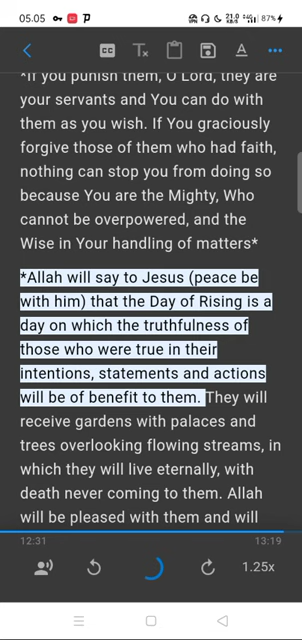 05.05
21.0
KB/S
87%
CC
*If you punish them, O Lord, they are
your servants and You can do with
them as you wish. If You graciously
forgive those of them who had faith,
nothing can stop you from doing so
because You are the Mighty, Who
cannot be overpowered, and the
Wise in Your handling of matters*
*Allah will say to Jesus (peace be
with him) that the Day of Rising is a
day on which the truthfulness of
those who were true in their
intentions, statements and actions
will be of benefit to them. They will
receive gardens with palaces and
trees overlooking flowing streams, in
which they will live eternally, with
death never coming to them. Allah
will be pleased with them and will
12:31
13:19
1.25x